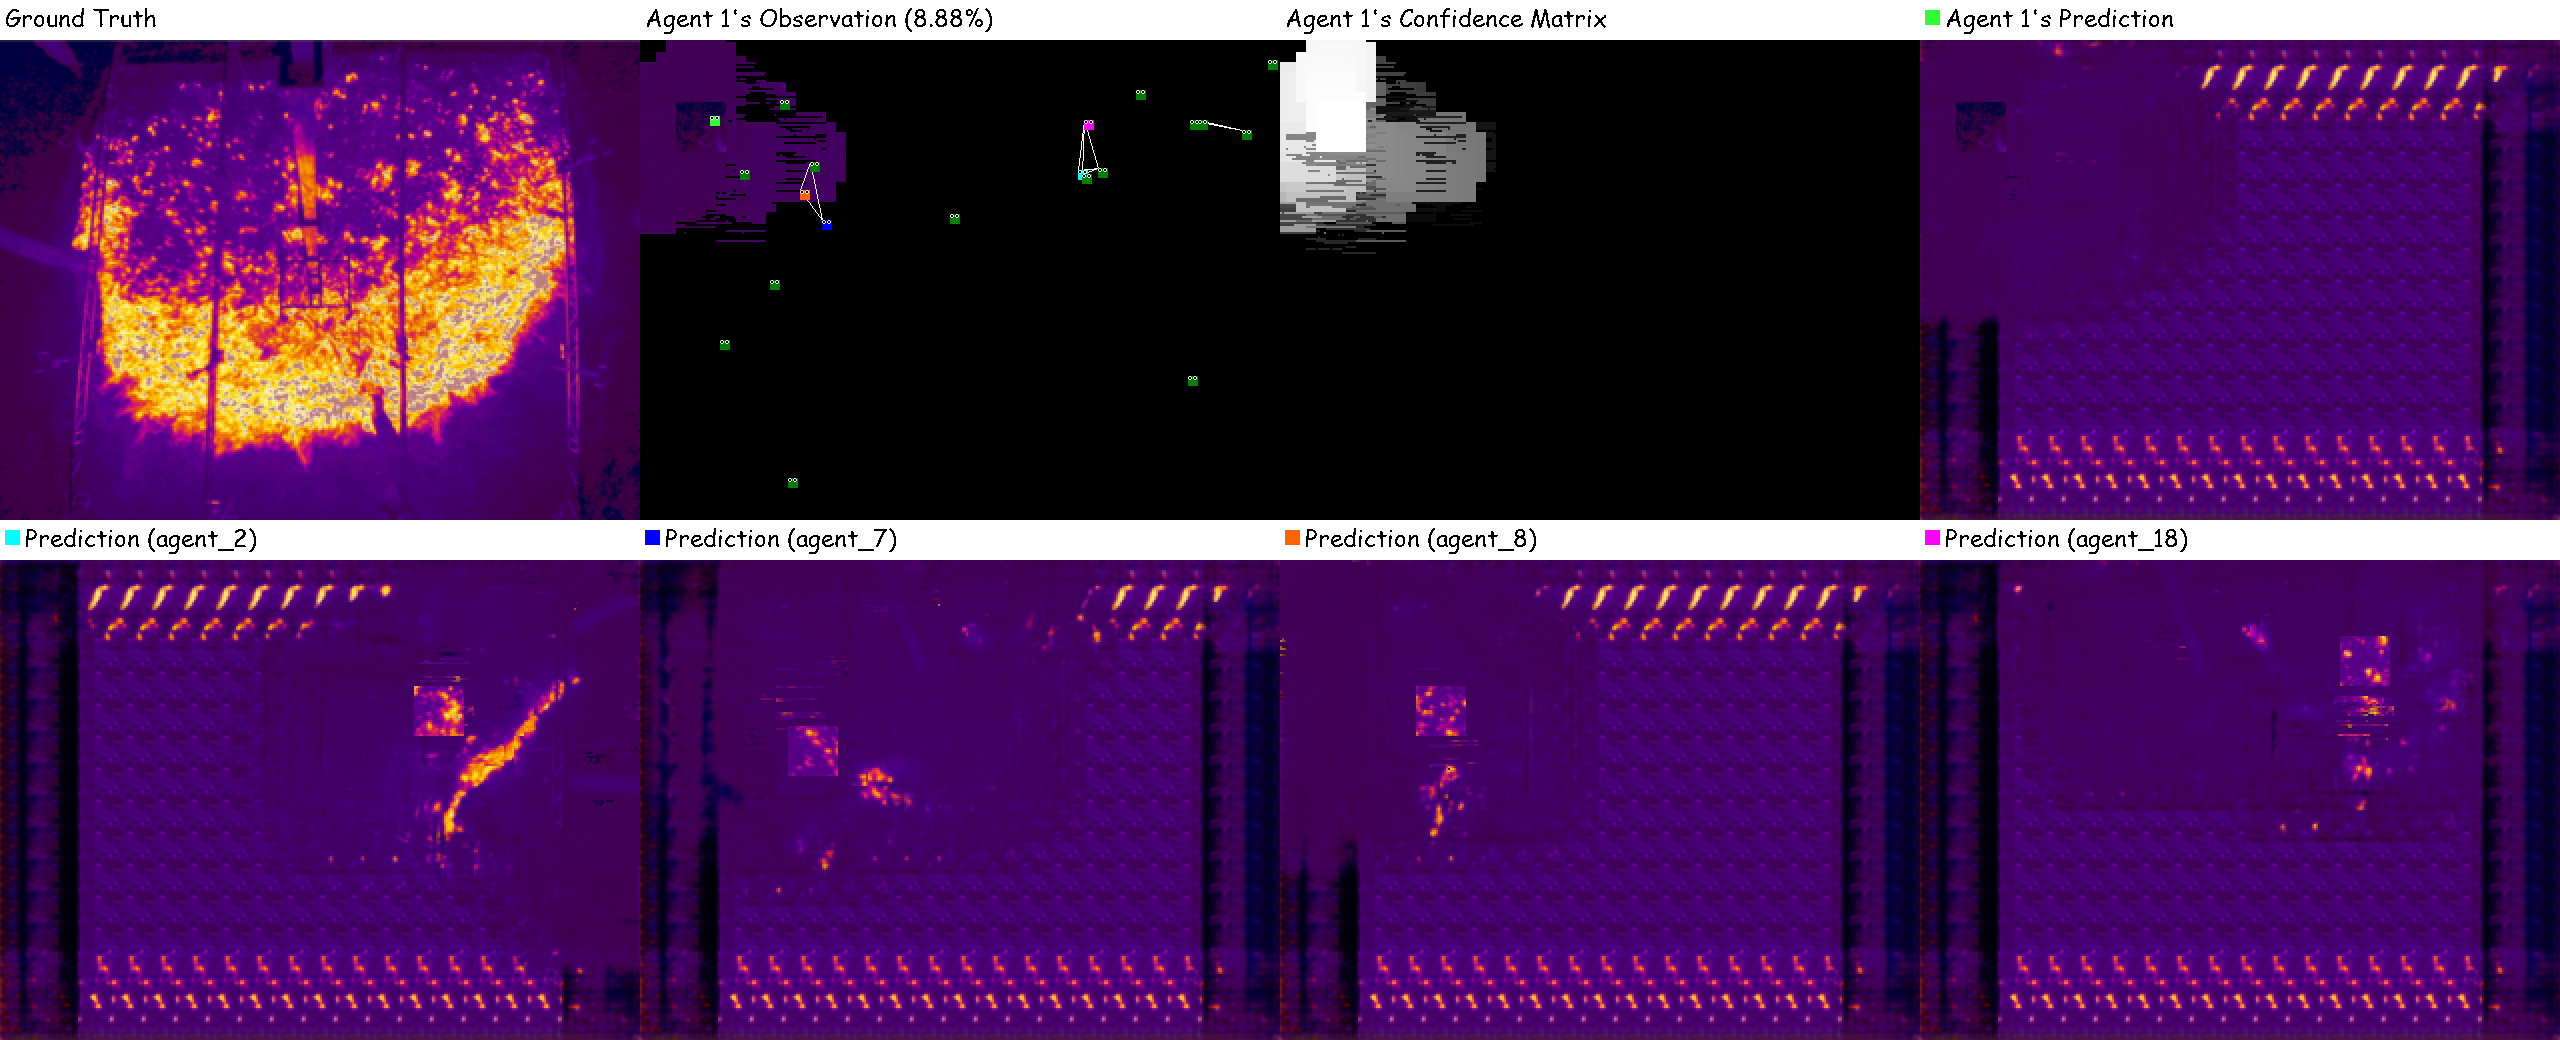 Ground Truth
Agent 1's Observation (8.88%)
Agent 1's Confidence Matrix
Agent 1's Prediction
Prediction (agent_2)
Prediction (agent_7)
Prediction (agent_8)
Prediction (agent_18)